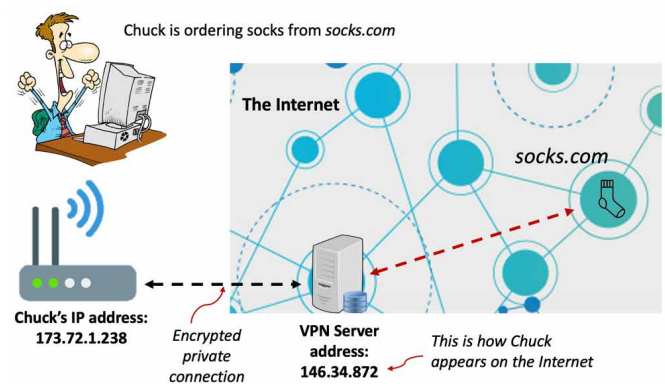 Chuck is ordering socks from socks.com
The Internet
socks.com
Chuck's IP address:
173.72.1.238
Encrypted
private
connection
VPN Server
address:
146.34.872
This is how Chuck
appears on the Internet